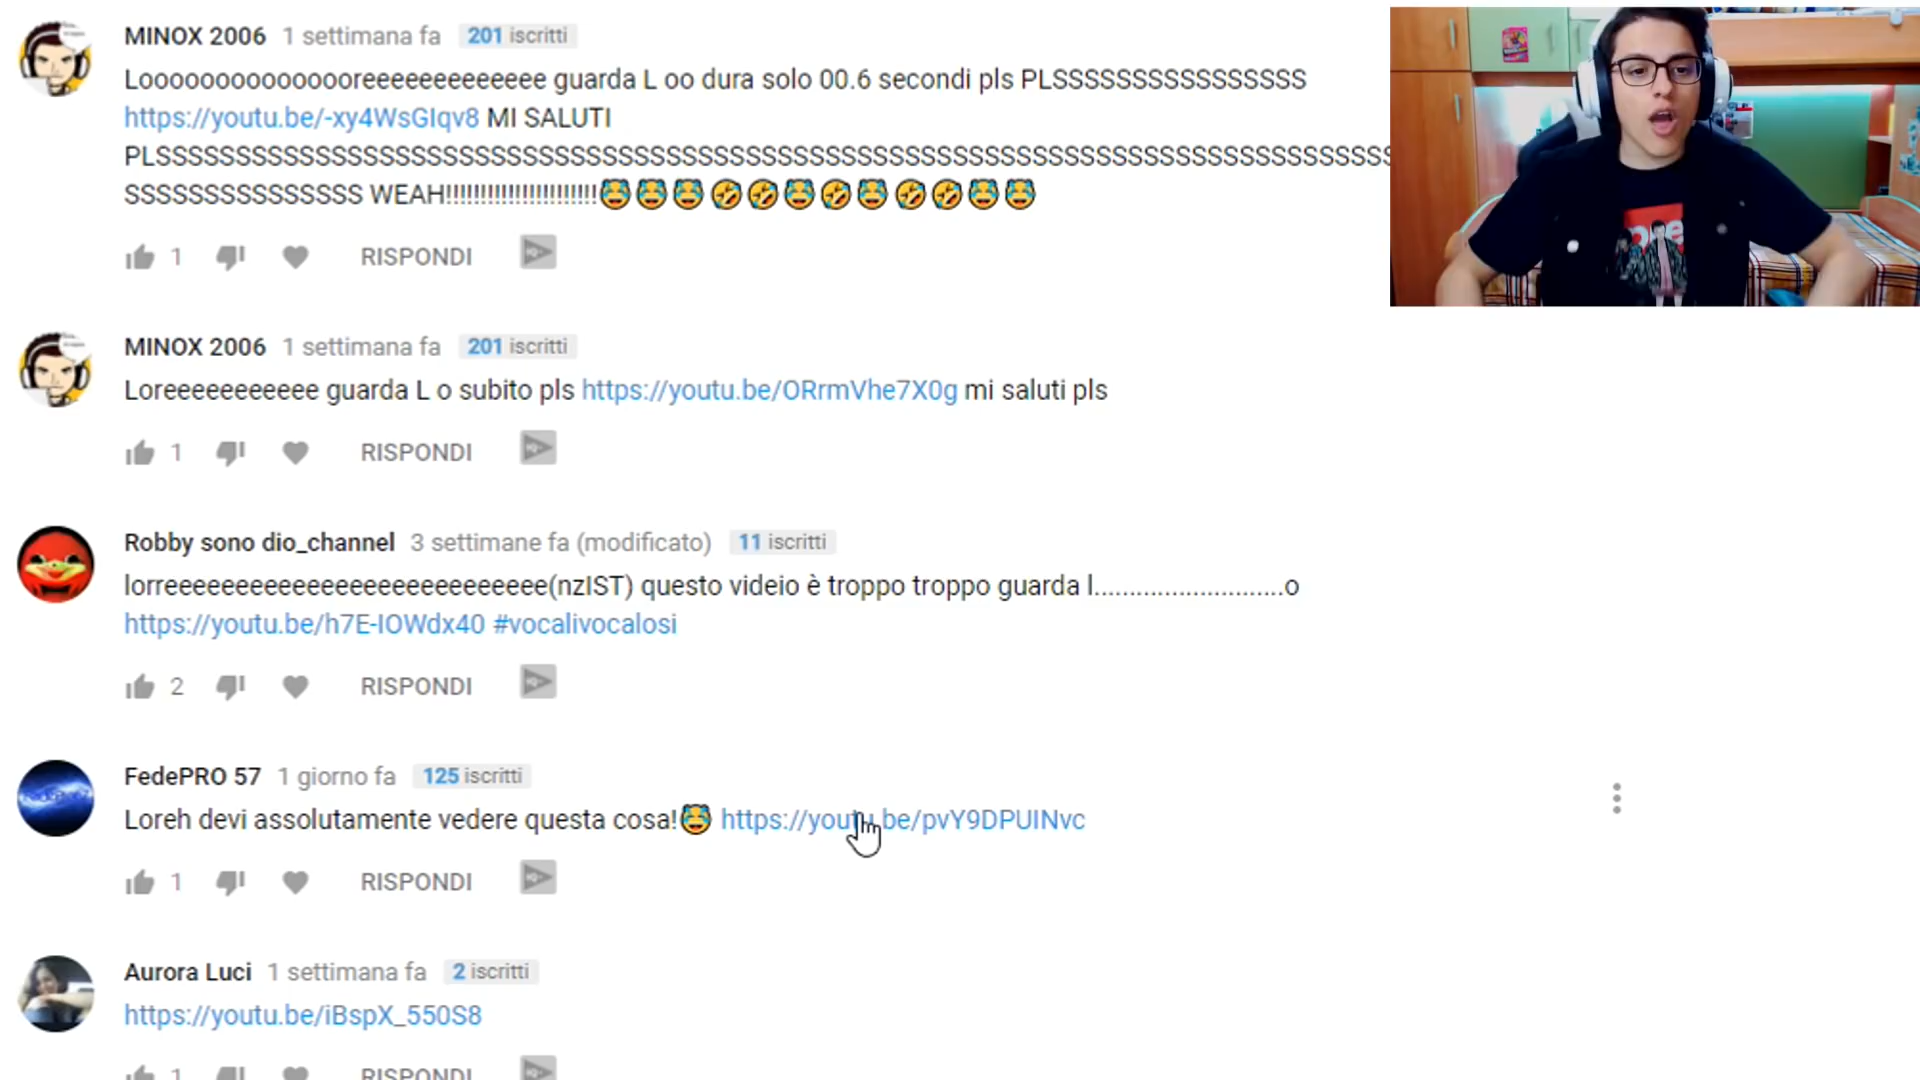 MINOX 2006 1 settimana fa 201 iscritti
Looooooooooooooreeeeeeeeeeeee guarda L oo dura solo 00.6 secondi pls PLSSSSSSSSSSSSSSSS
https://youtu.be/-xy4WsGIqv8 MI SALUTI
PLSSSSSSSSSSSSSSSSSSSSSSSSSSSSSSSSSSSSSSSSSSSSSSSSSSSSSSSSSSSSSSSSSSSSSSSSSSSSSS
SSSSSSSSSSSSSSS WEAH!!!!!!!!!!!!!!!!!!!!!!😹😹😹🤣🤣😹🤣😹🤣🤣😹😹
1 RISPONDI
MINOX 2006 1 settimana fa 201 iscritti
Loreeeeeeeeeee guarda L o subito pls https://youtu.be/ORrmVhe7X0g mi saluti pls
1 RISPONDI
Robby sono dio_channel 3 settimane fa (modificato) 11 iscritti
lorreeeeeeeeeeeeeeeeeeeeeeeeeee(nzIST) questo videio è troppo troppo guarda l...........................o
https://youtu.be/h7E-IOWdx40 #vocalivocalosi
2 RISPONDI
FedePRO 57 1 giorno fa 125 iscritti
Loreh devi assolutamente vedere questa cosa!😹 https://youtu.be/pvY9DPUINvc
1 RISPONDI
Aurora Luci 1 settimana fa 2 iscritti
https://youtu.be/iBspX_550S8
1 RISPONDI